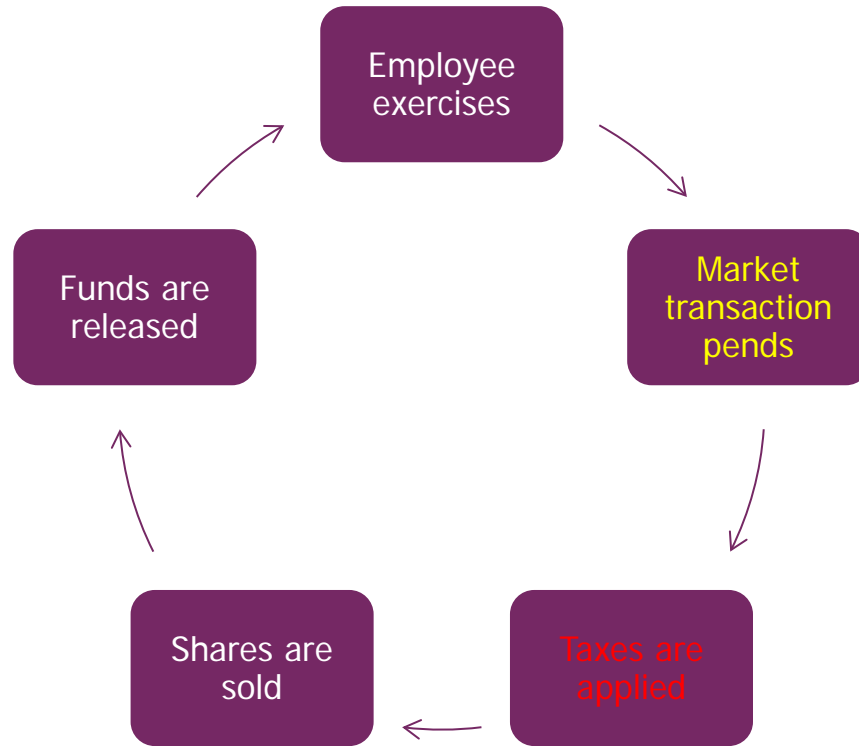 Employee
exercises
Market
transaction
pends
Taxes are
applied
Shares are
sold
Funds are
released